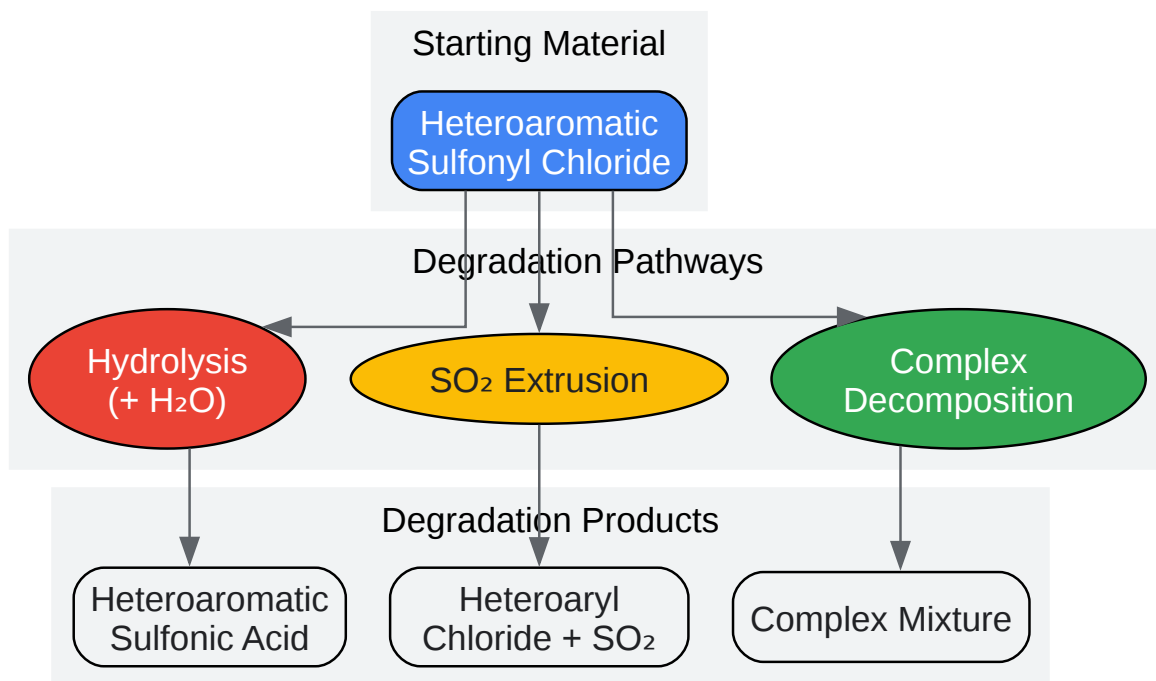 Starting Material
Heteroaromatic
Sulfonyl Chloride
Degradation Pathways
Hydrolysis
(+ H₂O)
SO₂ Extrusion
Complex
Decomposition
Degradation Products
Heteroaromatic
Sulfonic Acid
Heteroaryl
Chloride + SO₂
Complex Mixture